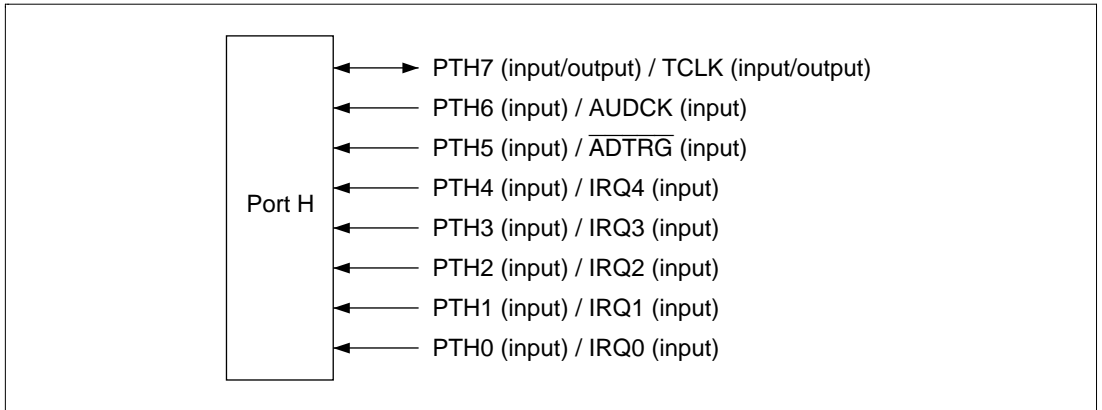 PTH7 (input/output) / TCLK (input/output)
PTH6 (input) / AUDCK (input)
PTH5 (input) / ADTRG (input)
Port H
PTH4 (input) / IRQ4 (input)
PTH3 (input) / IRQ3 (input)
PTH2 (input) / IRQ2 (input)
PTH1 (input) / IRQ1 (input)
PTH0 (input) / IRQ0 (input)